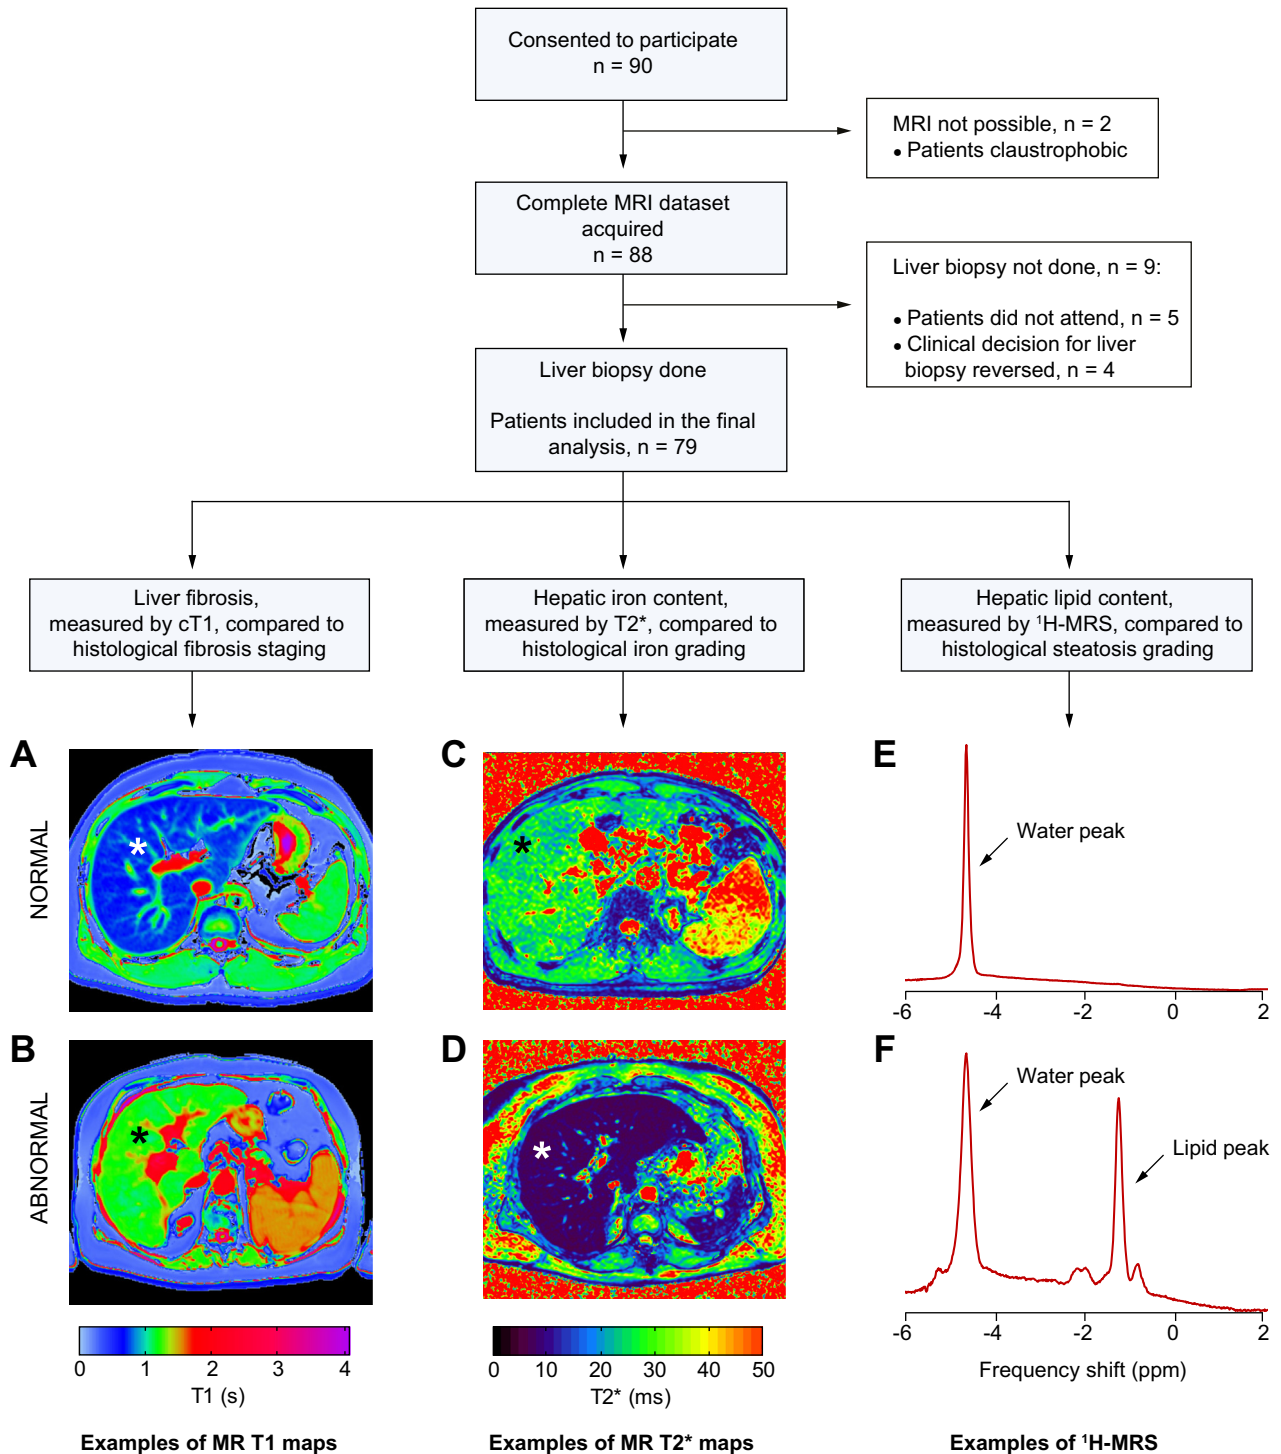 Consented to participate
n = 90
MRI not possible, n = 2
• Patients claustrophobic
Complete MRI dataset
acquired
n = 88
Liver biopsy not done, n = 9:
• Patients did not attend, n = 5
• Clinical decision for liver
biopsy reversed, n = 4
Liver biopsy done
Patients included in the final
analysis, n = 79
Liver fibrosis,
measured by cT1, compared to
histological fibrosis staging
Hepatic iron content,
measured by T2*, compared to
histological iron grading
Hepatic lipid content,
measured by ¹H-MRS, compared to
histological steatosis grading
A
C
E
NORMAL
*
*
Water peak
-6 -4 -2 0 2
B
D
F
ABNORMAL
*
*
Water peak
Lipid peak
-6 -4 -2 0 2
Frequency shift (ppm)
0 1 2 3 4
T1 (s)
0 10 20 30 40 50
T2* (ms)
Examples of MR T1 maps
Examples of MR T2* maps
Examples of ¹H-MRS